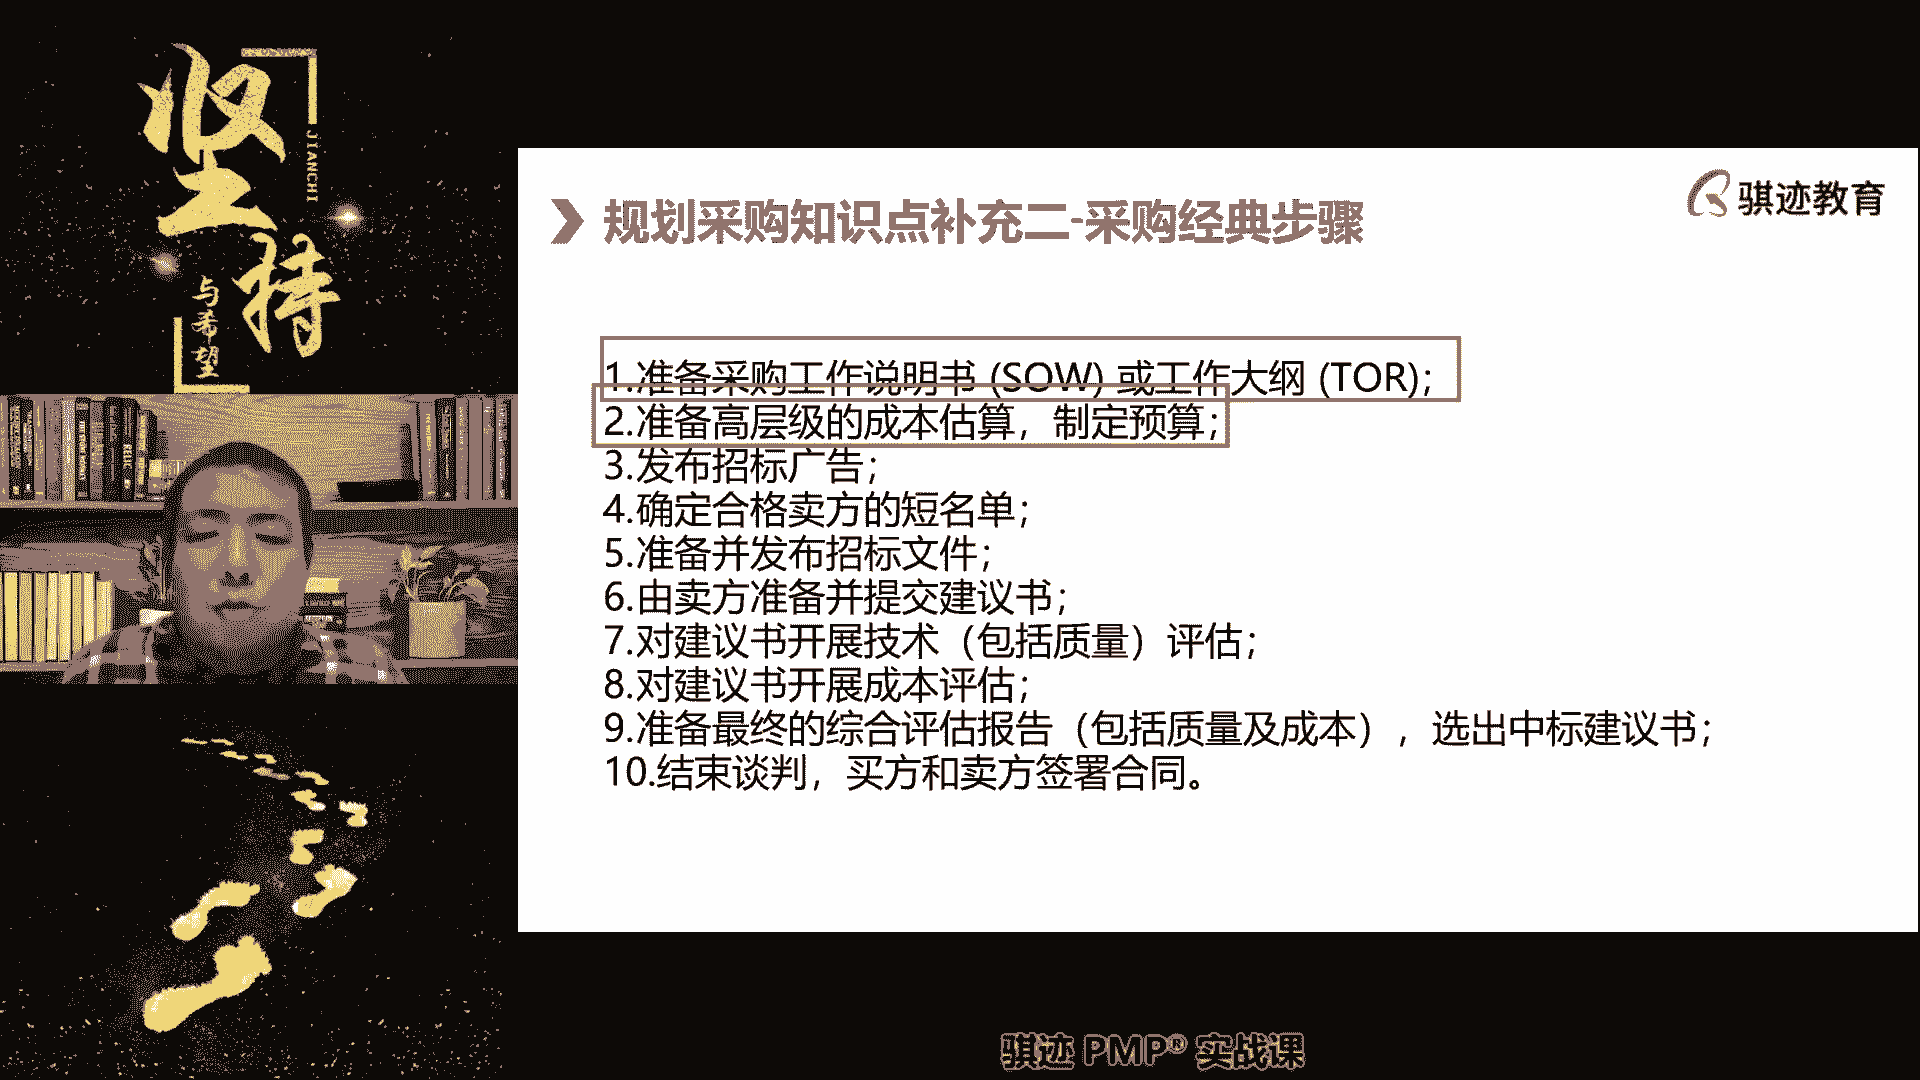 坚持
JIANCHI
与希望
规划采购知识点补充二-采购经典步骤
骐迹教育
1.准备采购工作说明书 (SOW) 或工作大纲 (TOR)；
2.准备高层级的成本估算，制定预算；
3.发布招标广告；
4.确定合格卖方的短名单；
5.准备并发布招标文件；
6.由卖方准备并提交建议书；
7.对建议书开展技术（包括质量）评估；
8.对建议书开展成本评估；
9.准备最终的综合评估报告（包括质量及成本），选出中标建议书；
10.结束谈判，买方和卖方签署合同。
骐迹 PMP® 实战课